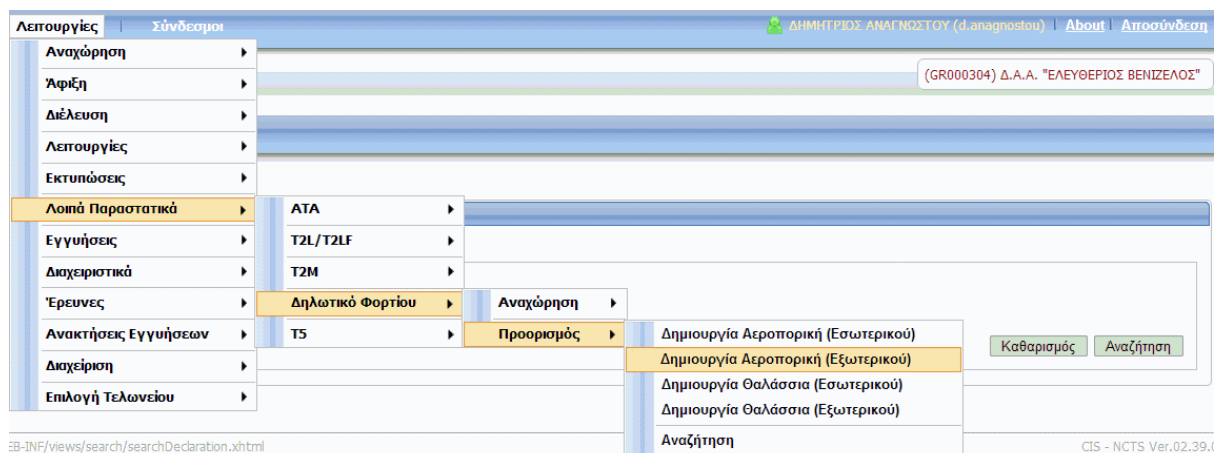 Λειτουργίες | Σύνδεσμοι ΔΗΜΗΤΡΙΟΣ ΑΝΑΓΝΩΣΤΟΥ (d.anagnostou) | About | Αποσύνδεση
(GR000304) Δ.Α.Α. "ΕΛΕΥΘΕΡΙΟΣ ΒΕΝΙΖΕΛΟΣ"
Αναχώρηση
Άφιξη
Διέλευση
Λειτουργίες
Εκτυπώσεις
Λοιπά Παραστατικά
Εγγυήσεις
Διαχειριστικά
Έρευνες
Ανακτήσεις Εγγυήσεων
Διαχείριση
Επιλογή Τελωνείου
ATA
T2L/T2LF
T2M
Δηλωτικό Φορτίου
T5
Αναχώρηση
Προορισμός
Δημιουργία Αεροπορική (Εσωτερικού)
Δημιουργία Αεροπορική (Εξωτερικού)
Δημιουργία Θαλάσσια (Εσωτερικού)
Δημιουργία Θαλάσσια (Εξωτερικού)
Αναζήτηση
Καθαρισμός Αναζήτηση
EB-INF/views/search/searchDeclaration.xhtml CIS - NCTS Ver.02.39.0